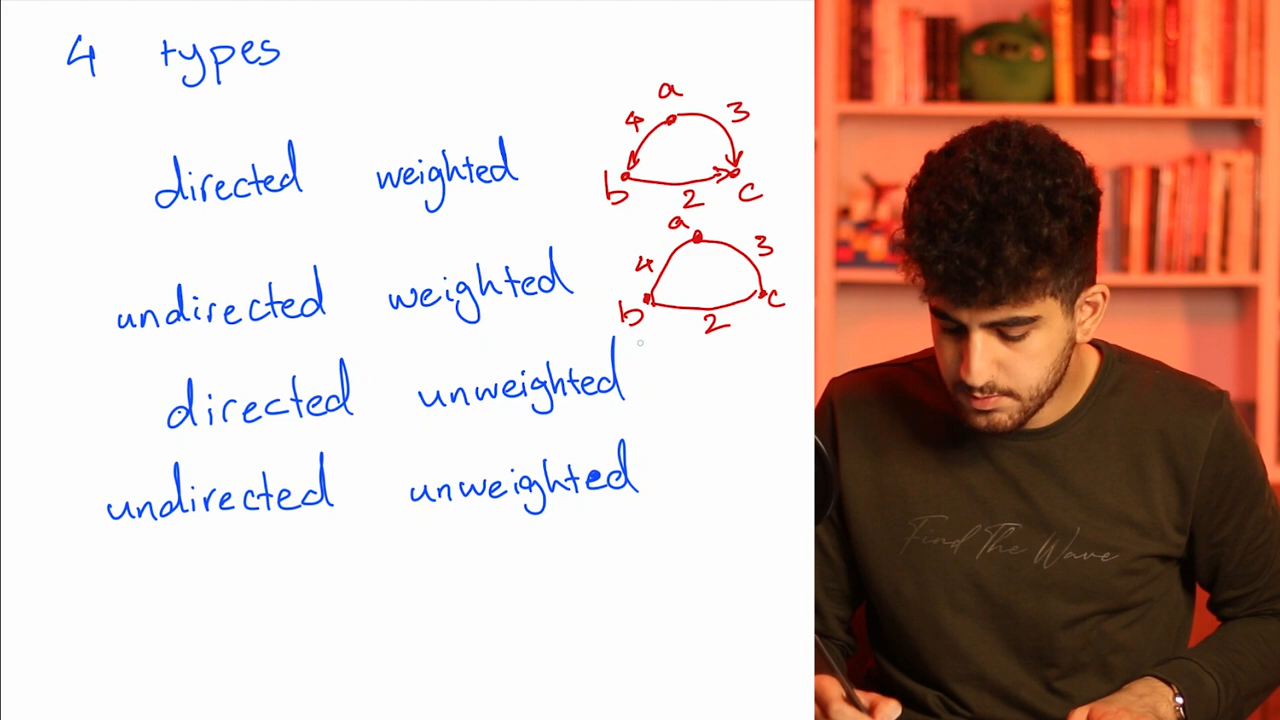 4 types
a
4 3
directed weighted
b 2 c
a
4 3
undirected weighted
b 2 c
directed unweighted
undirected unweighted
Find The Wave